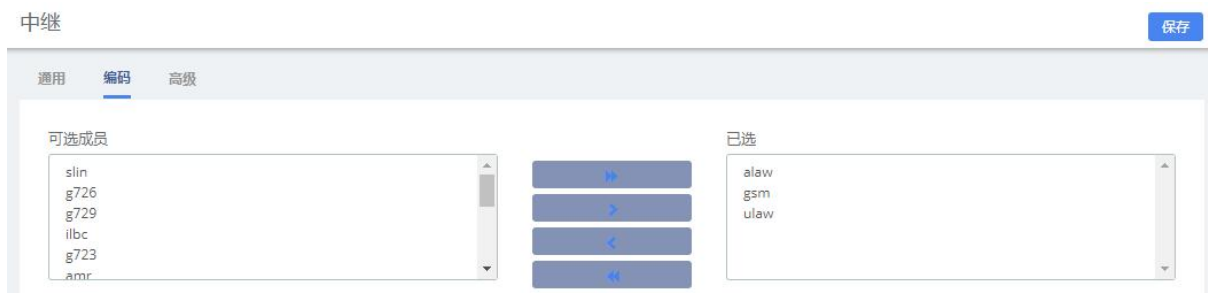 中继
保存
通用 编码 高级
可选成员
slin
g726
g729
ilbc
g723
amr
已选
alaw
gsm
ulaw